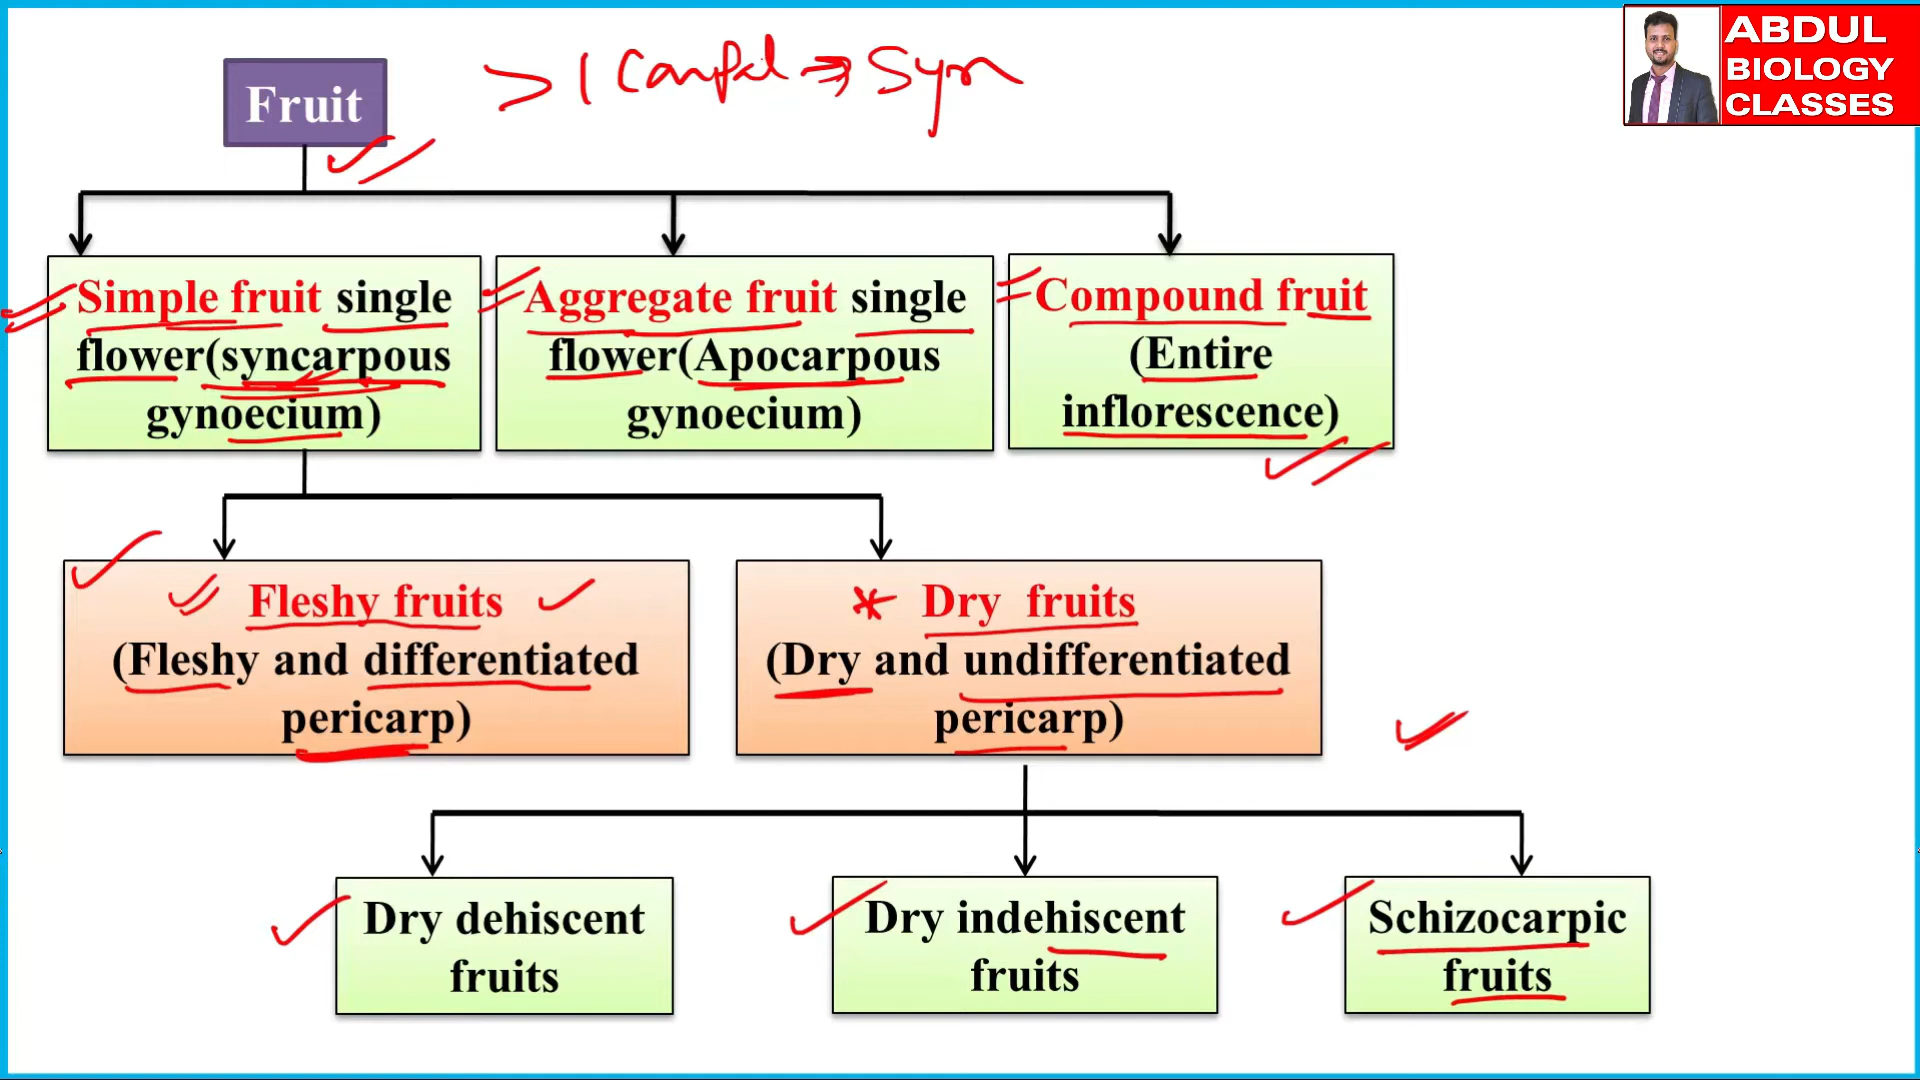 > 1 Carpel → Syn
ABDUL
BIOLOGY
CLASSES
Fruit
Simple fruit single
flower(syncarpous
gynoecium)
Aggregate fruit single
flower(Apocarpous
gynoecium)
Compound fruit
(Entire
inflorescence)
Fleshy fruits
(Fleshy and differentiated
pericarp)
Dry fruits
(Dry and undifferentiated
pericarp)
Dry dehiscent
fruits
Dry indehiscent
fruits
Schizocarpic
fruits